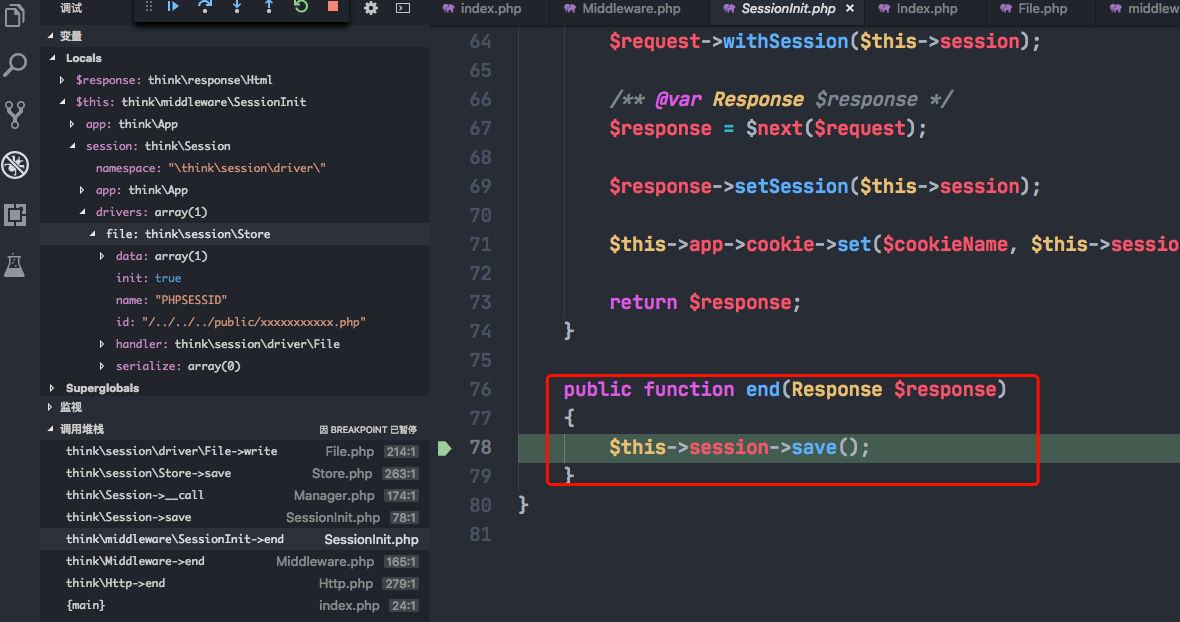 调试
变量
Locals
$response: think\response\Html
$this: think\middleware\SessionInit
app: think\App
session: think\Session
namespace: "\think\session\driver\"
app: think\App
drivers: array(1)
file: think\session\Store
data: array(1)
init: true
name: "PHPSESSID"
id: "/../../../public/xxxxxxxxxxx.php"
handler: think\session\driver\File
serialize: array(0)
Superglobals
监视
调用堆栈 因 BREAKPOINT 已暂停
think\session\driver\File->write File.php 214:1
think\session\Store->save Store.php 263:1
think\Session->__call Manager.php 174:1
think\Session->save SessionInit.php 78:1
think\middleware\SessionInit->end SessionInit.php
think\Middleware->end Middleware.php 165:1
think\Http->end Http.php 279:1
{main} index.php 24:1
index.php Middleware.php SessionInit.php × Index.php File.php middlew
64 $request->withSession($this->session);
65
66 /** @var Response $response */
67 $response = $next($request);
68
69 $response->setSession($this->session);
70
71 $this->app->cookie->set($cookieName, $this->sessio
72
73 return $response;
74 }
75
76 public function end(Response $response)
77 {
78 $this->session->save();
79 }
80 }
81